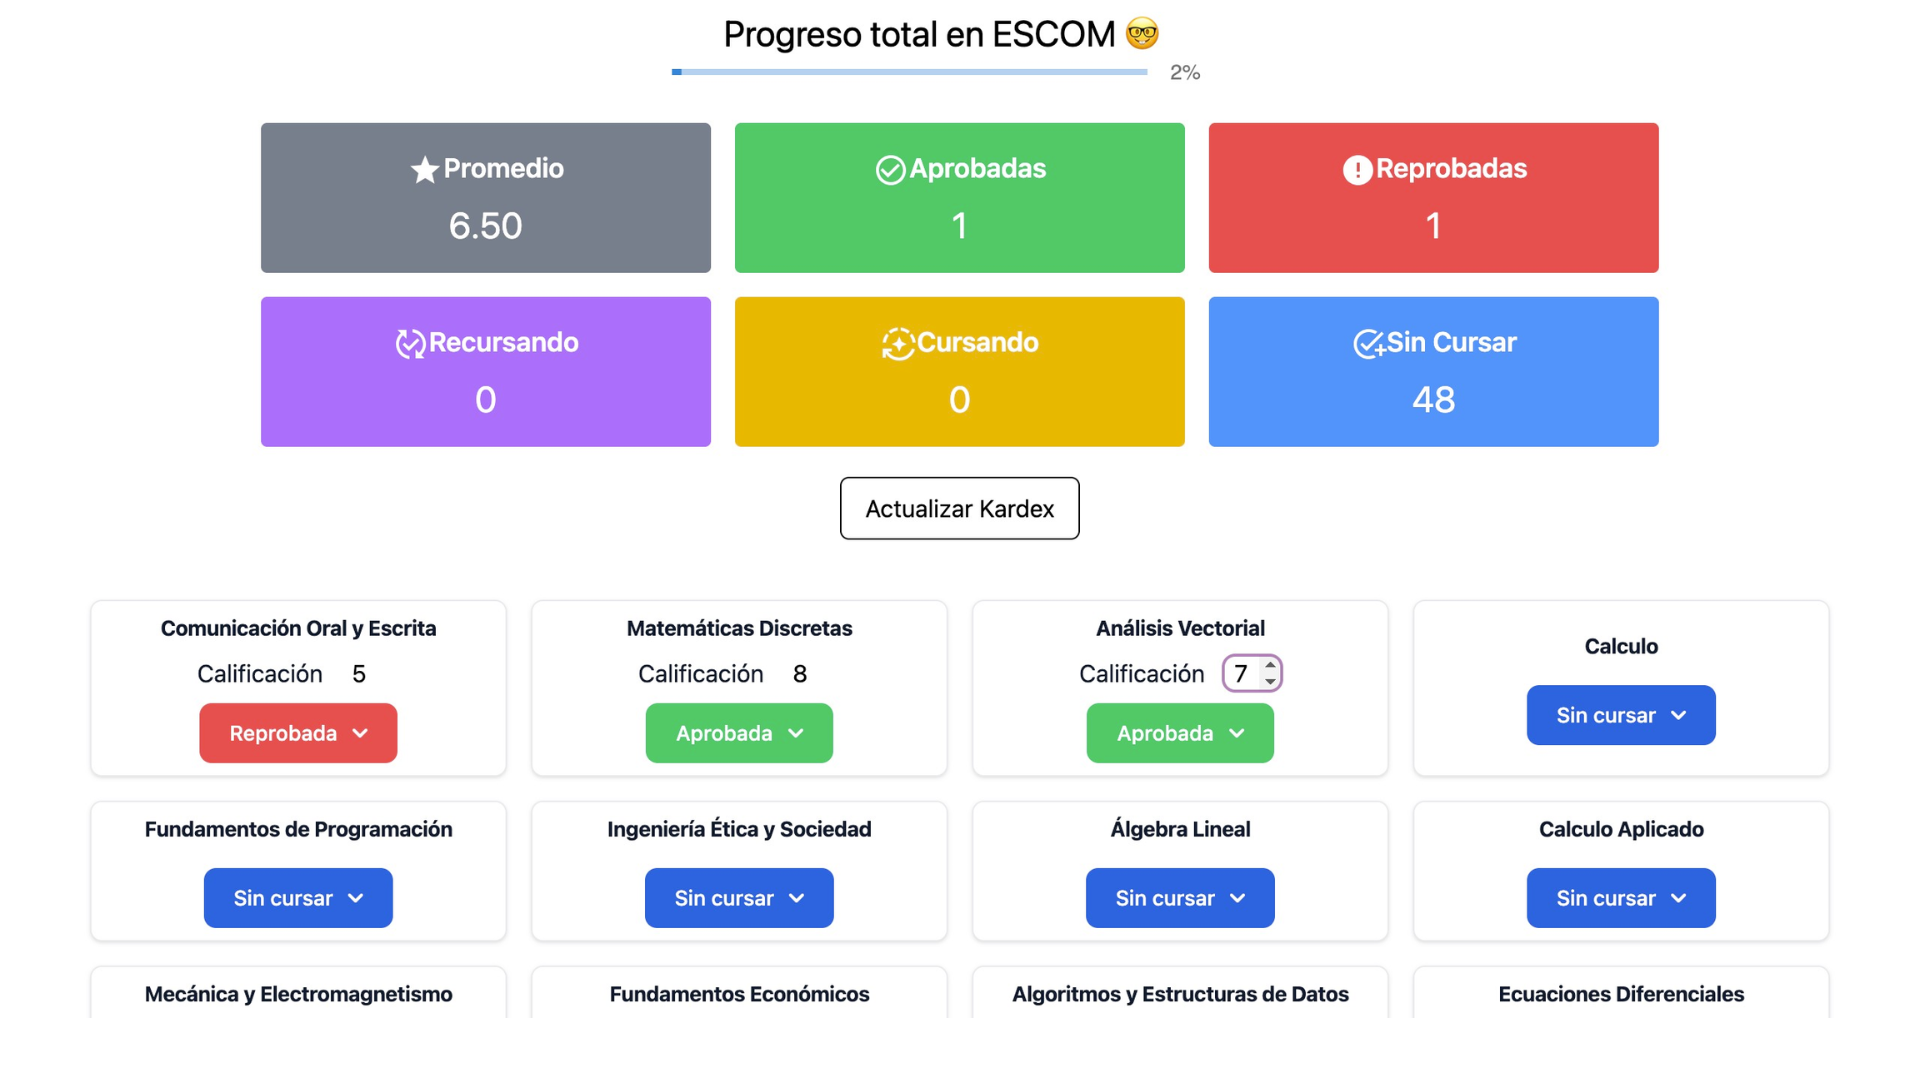 Progreso total en ESCOM 🤓
2%
Promedio
6.50
Aprobadas
1
Reprobadas
1
Recursando
0
Cursando
0
Sin Cursar
48
Actualizar Kardex
Comunicación Oral y Escrita
Calificación 5
Reprobada
Matemáticas Discretas
Calificación 8
Aprobada
Análisis Vectorial
Calificación 7
Aprobada
Calculo
Sin cursar
Fundamentos de Programación
Sin cursar
Ingeniería Ética y Sociedad
Sin cursar
Álgebra Lineal
Sin cursar
Calculo Aplicado
Sin cursar
Mecánica y Electromagnetismo
Fundamentos Económicos
Algoritmos y Estructuras de Datos
Ecuaciones Diferenciales